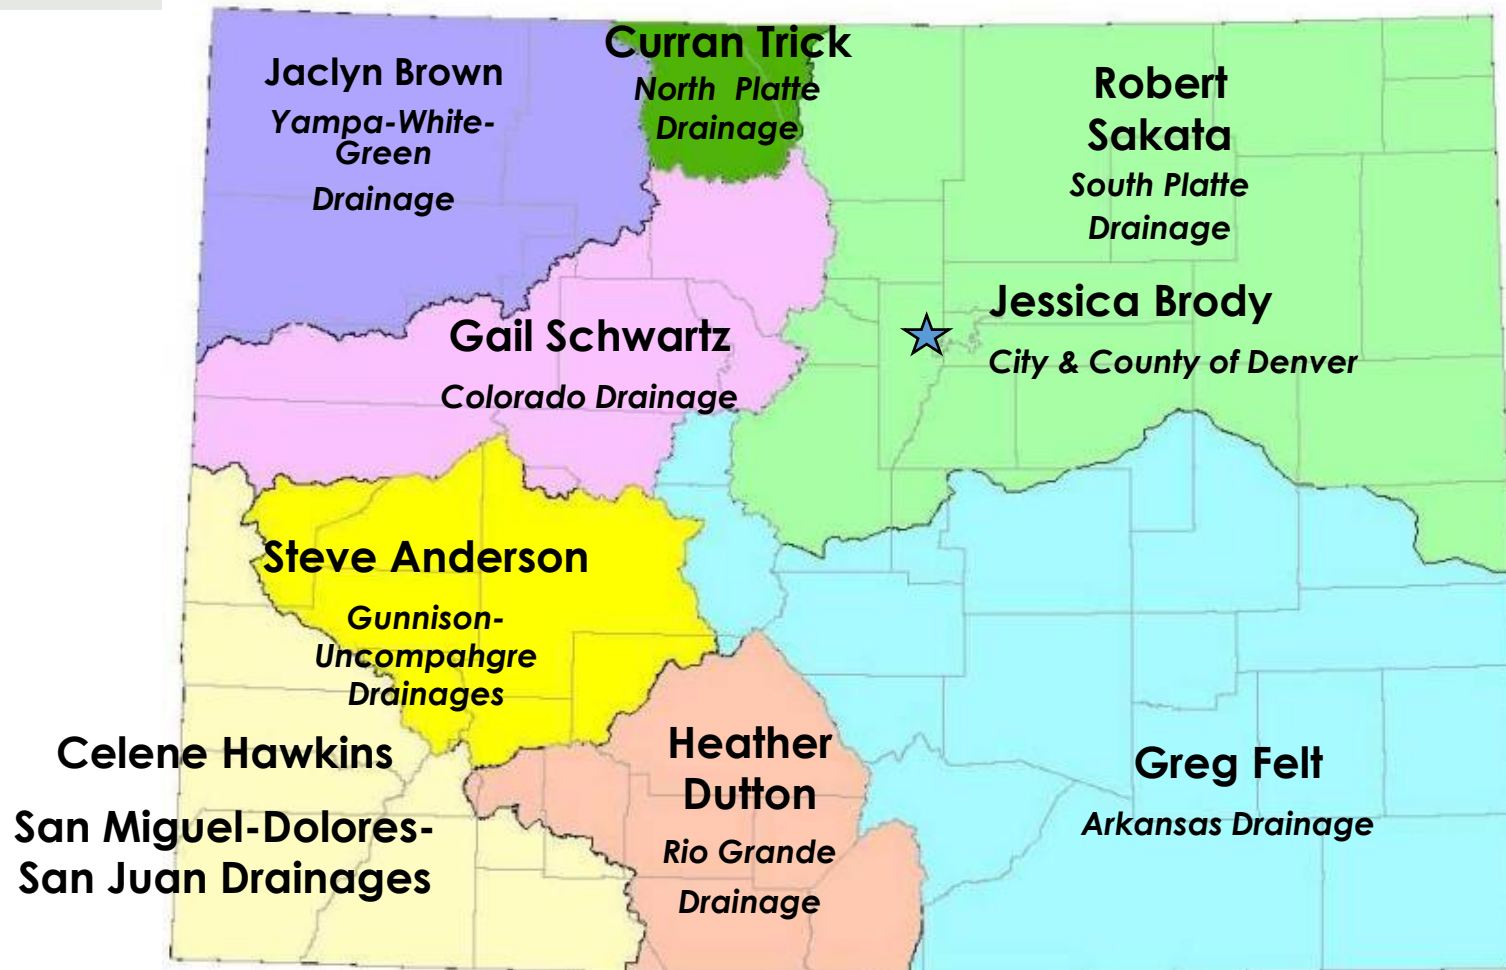 Curran Trick
North Platte
Drainage
Jaclyn Brown
Yampa-White-
Green
Drainage
Robert
Sakata
South Platte
Drainage
Jessica Brody
City & County of Denver
Gail Schwartz
Colorado Drainage
Steve Anderson
Gunnison-
Uncompahgre
Drainages
Celene Hawkins
San Miguel-Dolores-
San Juan Drainages
Heather
Dutton
Rio Grande
Drainage
Greg Felt
Arkansas Drainage